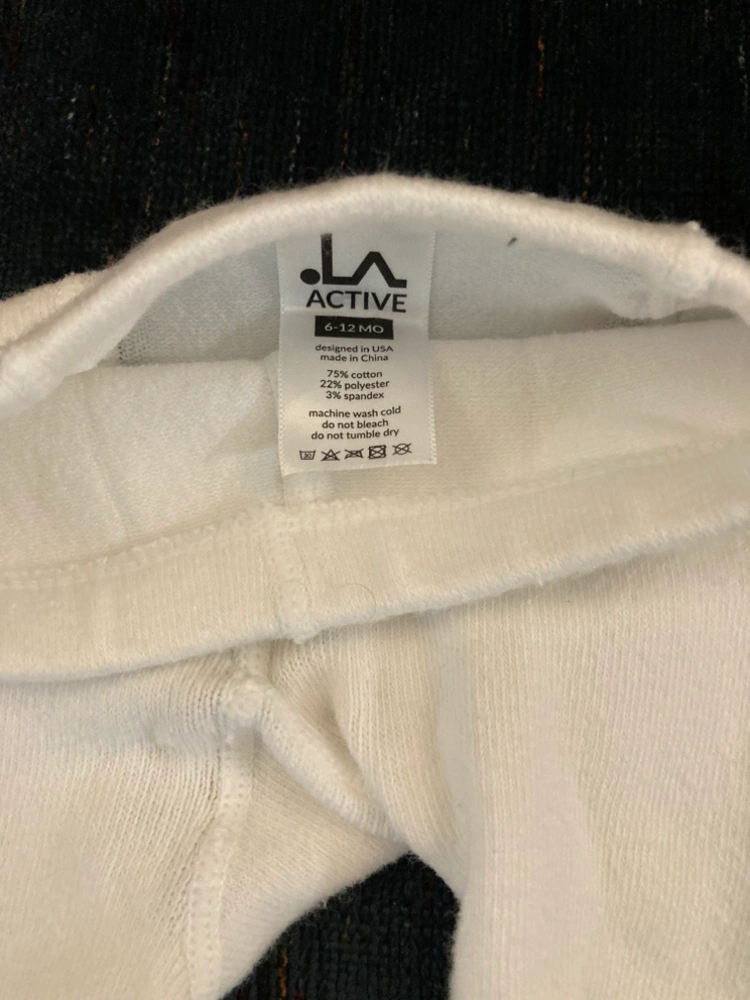 .LA
ACTIVE
6-12 MO
designed in USA
made in China
75% cotton
22% polyester
3% spandex
machine wash cold
do not bleach
do not tumble dry